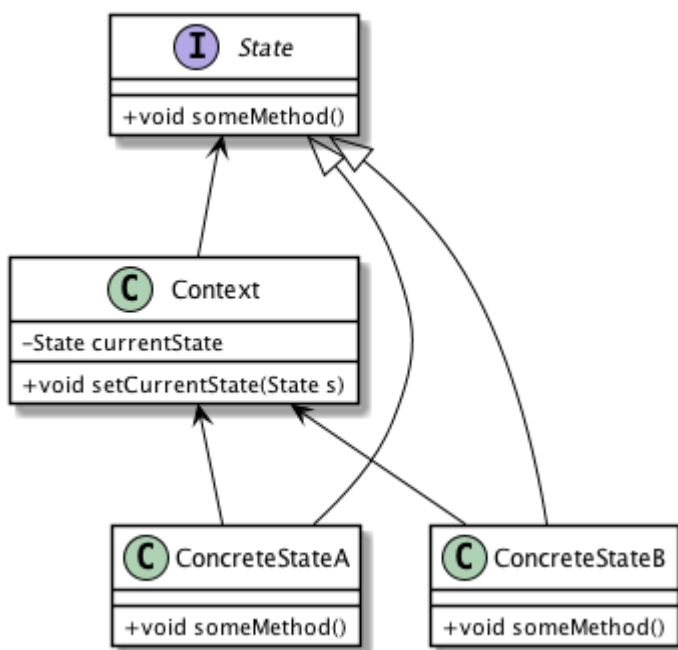 I State
+void someMethod()
C Context
-State currentState
+void setCurrentState(State s)
C ConcreteStateA
+void someMethod()
C ConcreteStateB
+void someMethod()